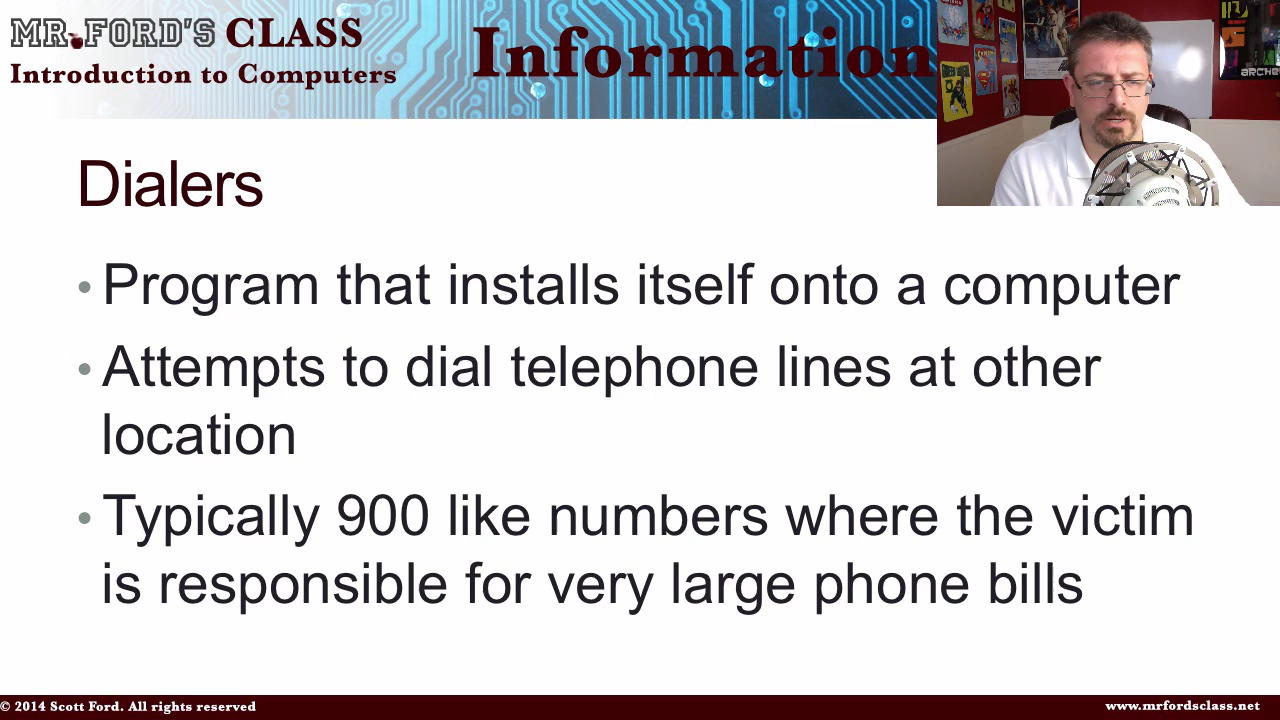 MR. FORD'S CLASS
Introduction to Computers
Information
Dialers
• Program that installs itself onto a computer
• Attempts to dial telephone lines at other
location
• Typically 900 like numbers where the victim
is responsible for very large phone bills
© 2014 Scott Ford. All rights reserved
www.mrfordsclass.net